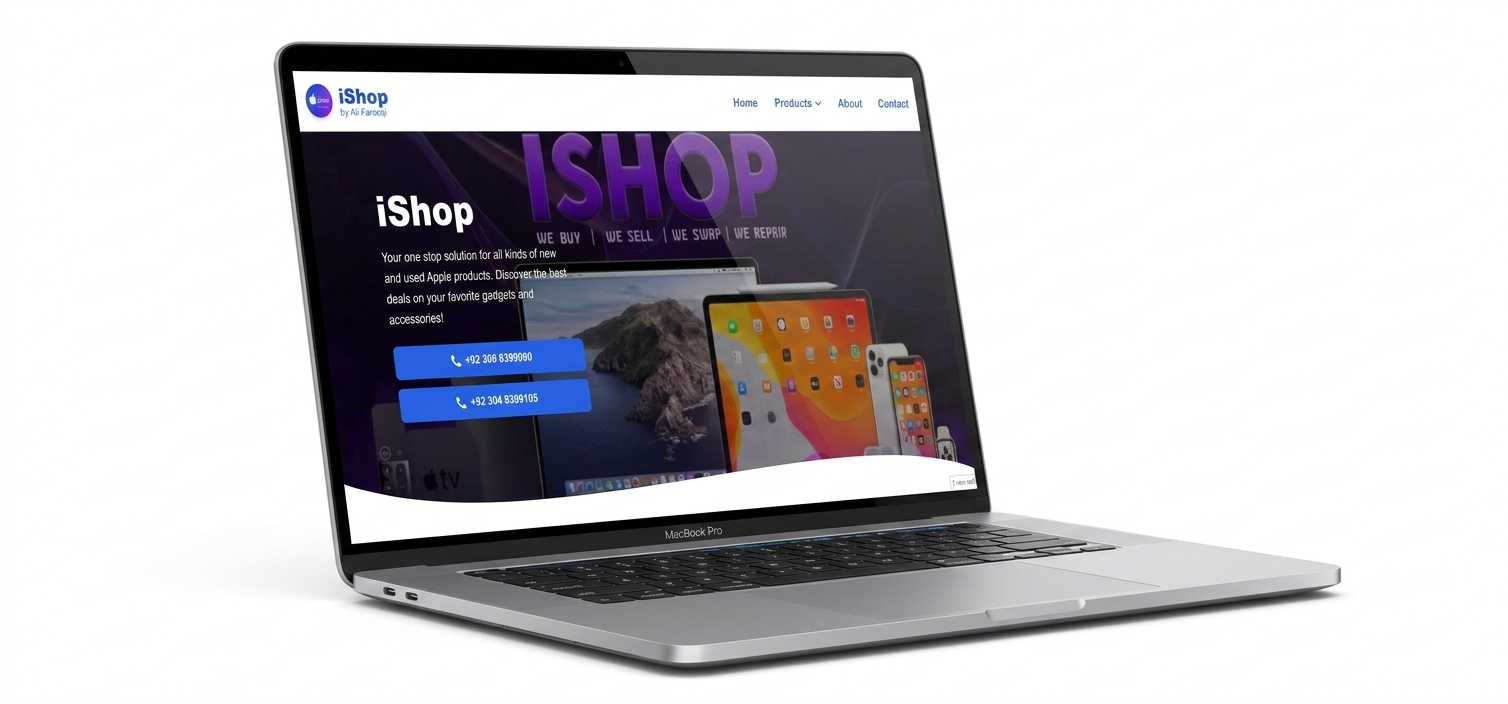 iShop
by Ali Farooqi
Home Products About Contact
ISHOP
WE BUY | WE SELL | WE SWAP | WE REPAIR
iShop
Your one stop solution for all kinds of new
and used Apple products. Discover the best
deals on your favorite gadgets and
accessories!
+92 306 8399090
+92 304 8399105
tv
MacBook Pro